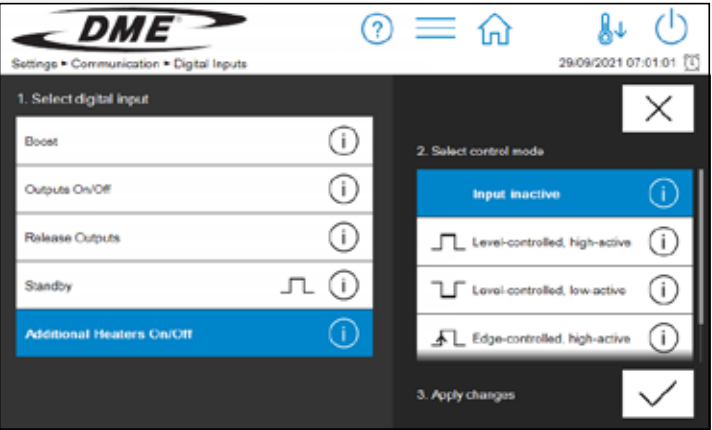 DME
Settings ▸ Communication ▸ Digital Inputs
29/09/2021 07:01:01
1. Select digital input
Boost
Outputs On/Off
Release Outputs
Standby
Additional Heaters On/Off
2. Select control mode
Input inactive
Level-controlled, high-active
Level-controlled, low-active
Edge-controlled, high-active
3. Apply changes